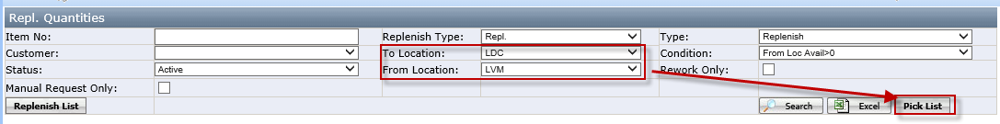 Repl. Quantities
Item No: Replenish Type: Repl. Type: Replenish
Customer: To Location: LDC Condition: From Loc Avail>0
Status: Active From Location: LVM Rework Only:
Manual Request Only:
Replenish List Search Excel Pick List